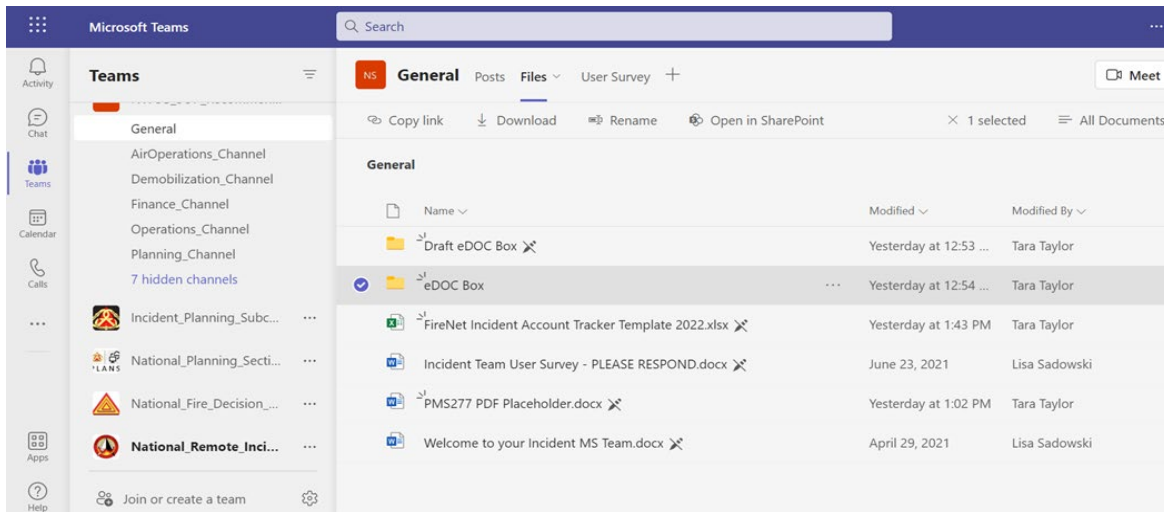 Microsoft Teams
Search
Activity
Chat
Teams
Calendar
Calls
Apps
Help
Teams
General
AirOperations_Channel
Demobilization_Channel
Finance_Channel
Operations_Channel
Planning_Channel
7 hidden channels
Incident_Planning_Subc...
PLANS
National_Planning_Secti...
National_Fire_Decision_...
National_Remote_Inci...
Join or create a team
NS General Posts Files User Survey
Meet
Copy link Download Rename Open in SharePoint 1 selected All Documents
General
Name Modified Modified By
Draft eDOC Box Yesterday at 12:53 ... Tara Taylor
eDOC Box ... Yesterday at 12:54 ... Tara Taylor
FireNet Incident Account Tracker Template 2022.xlsx Yesterday at 1:43 PM Tara Taylor
Incident Team User Survey - PLEASE RESPOND.docx June 23, 2021 Lisa Sadowski
PMS277 PDF Placeholder.docx Yesterday at 1:02 PM Tara Taylor
Welcome to your Incident MS Team.docx April 29, 2021 Lisa Sadowski